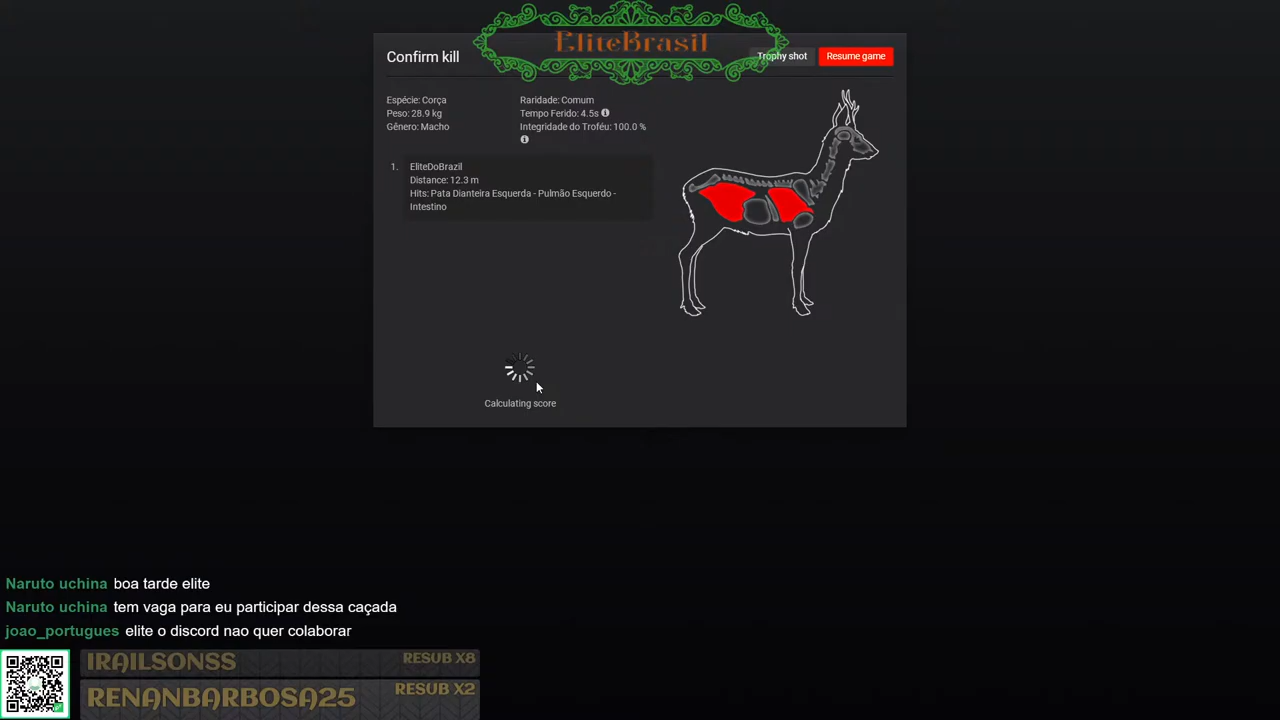 EliteBrasil
Confirm kill
Trophy shot
Resume game
Espécie: Corça
Peso: 28.9 kg
Gênero: Macho
Raridade: Comum
Tempo Ferido: 4.5s
Integridade do Troféu: 100.0 %
1. EliteDoBrazil
Distance: 12.3 m
Hits: Pata Dianteira Esquerda - Pulmão Esquerdo -
Intestino
Calculating score
Naruto uchina boa tarde elite
Naruto uchina tem vaga para eu participar dessa caçada
joao_portugues elite o discord nao quer colaborar
IRAILSONSS RESUB X8
RENANBARBOSA25 RESUB X2